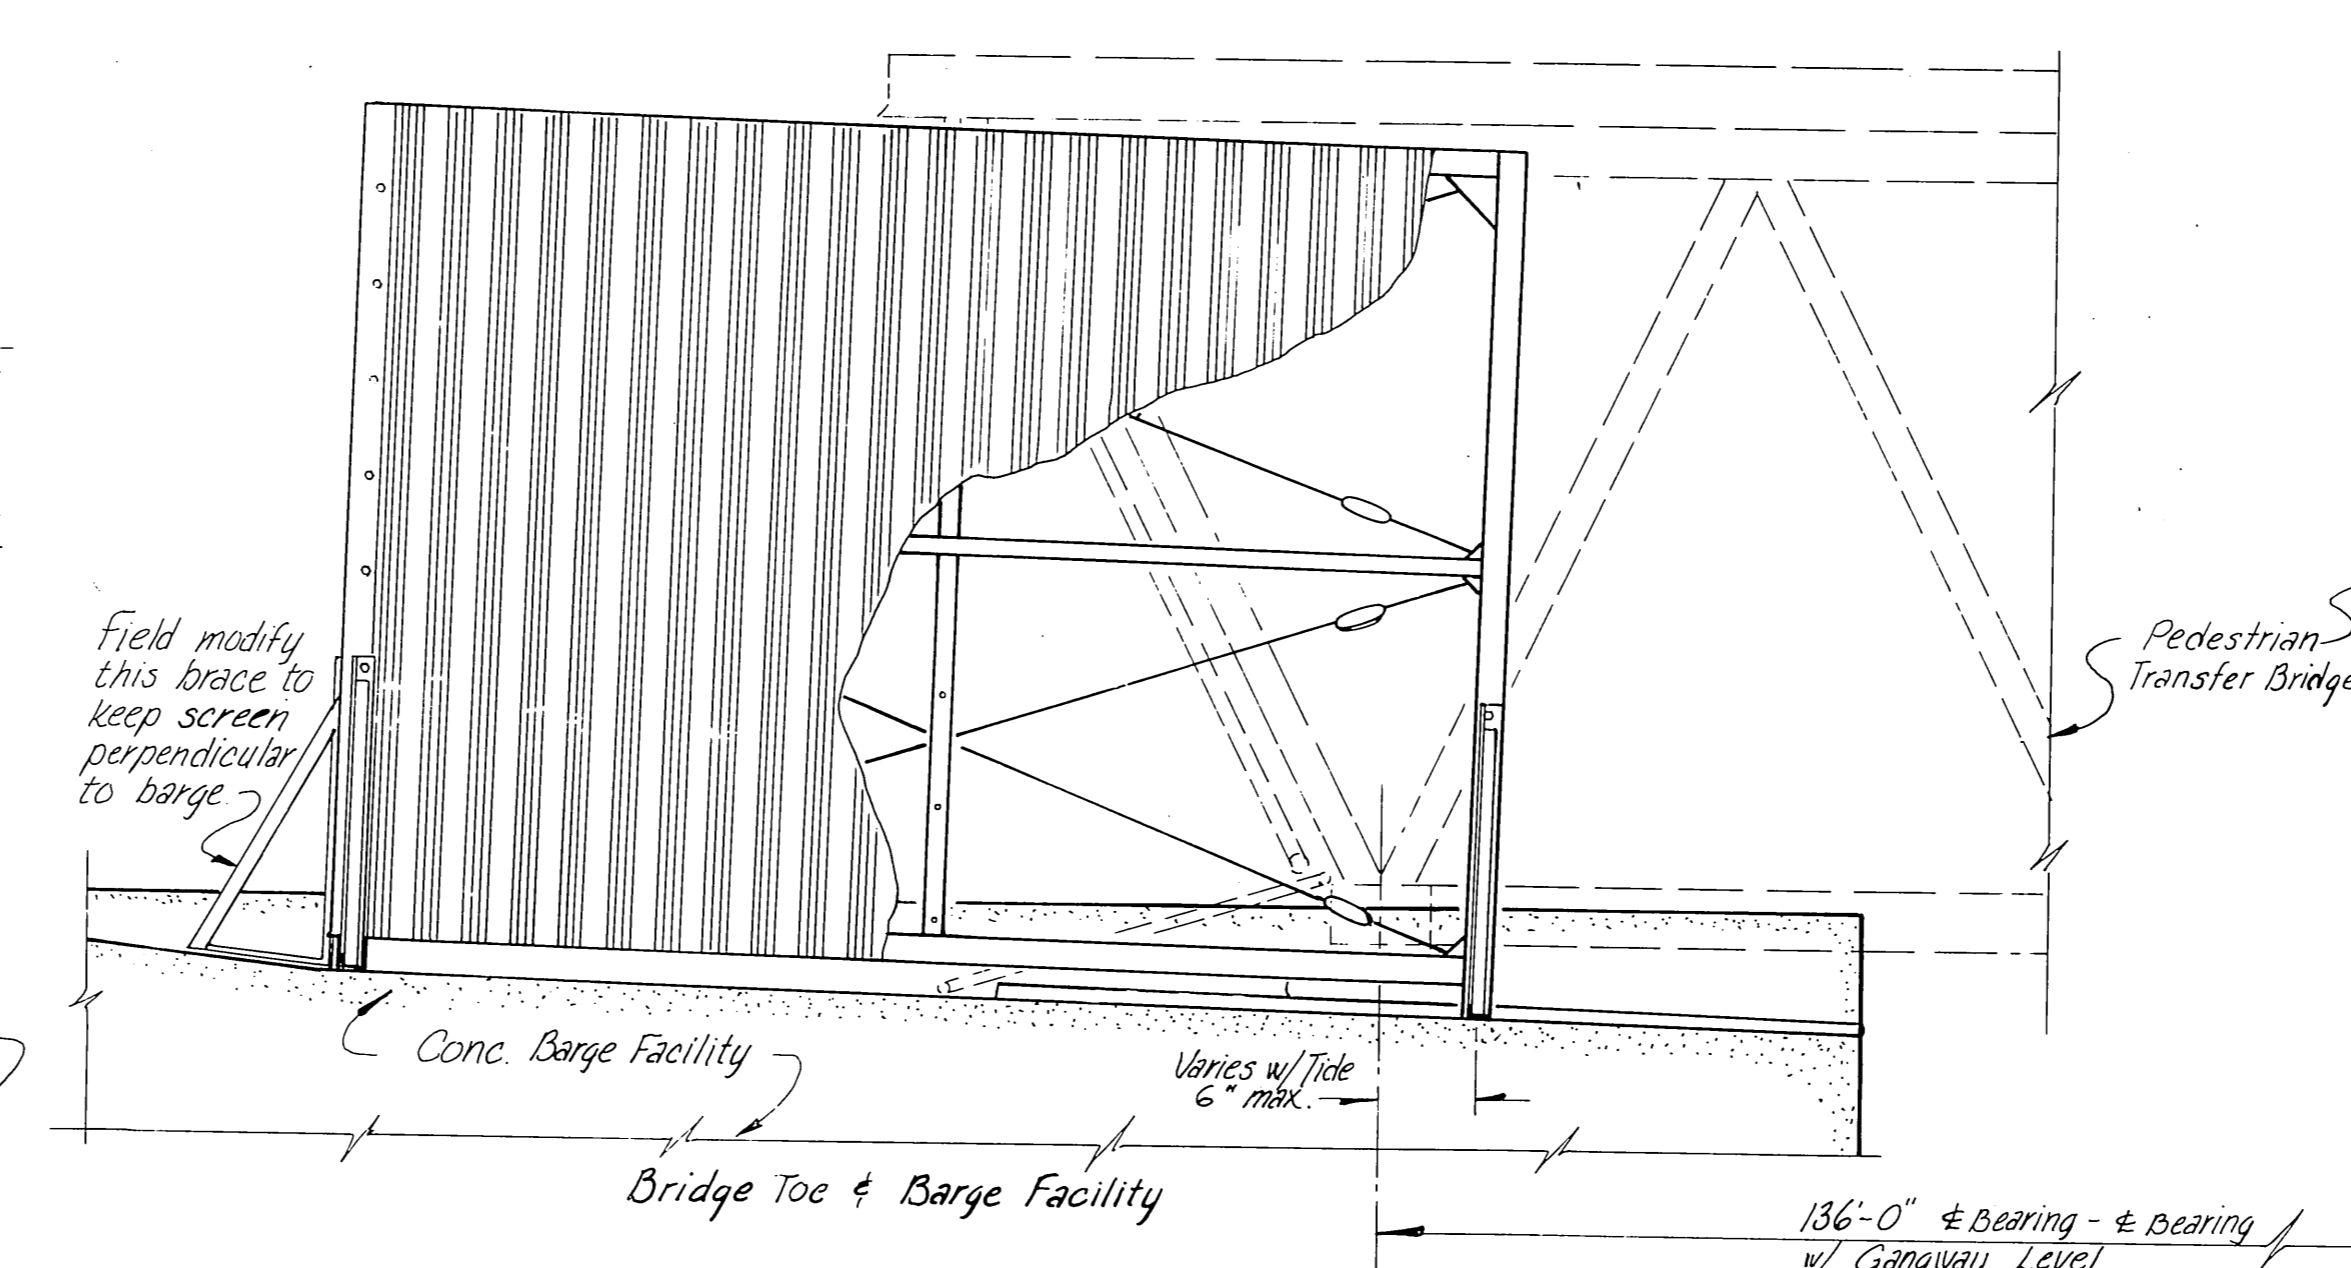 Field modify
this brace to
keep screen
perpendicular
to barge.
Pedestrian
Transfer Bridge
Conc. Barge Facility
Varies w/Tide
6" max.
Bridge Toe & Barge Facility
136'-0" ℄ Bearing - ℄ Bearing
w/ Gangway Level